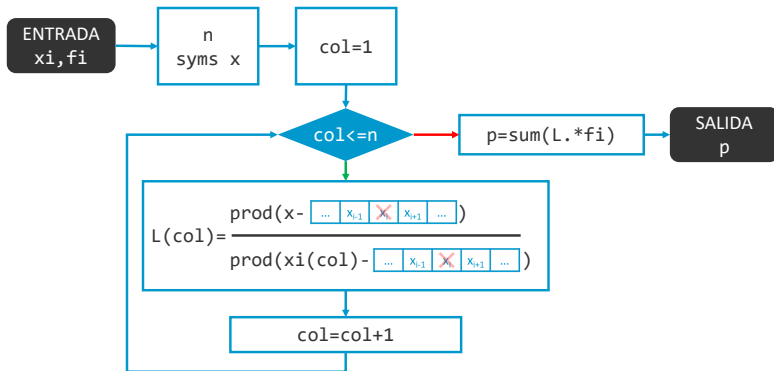 ENTRADA
xi,fi
n
syms x
col=1
col<=n
p=sum(L.*fi)
SALIDA
p
L(col)=
prod(x- ... xi-1 xi xi+1 ... )
prod(xi(col)- ... xi-1 xi xi+1 ... )
col=col+1